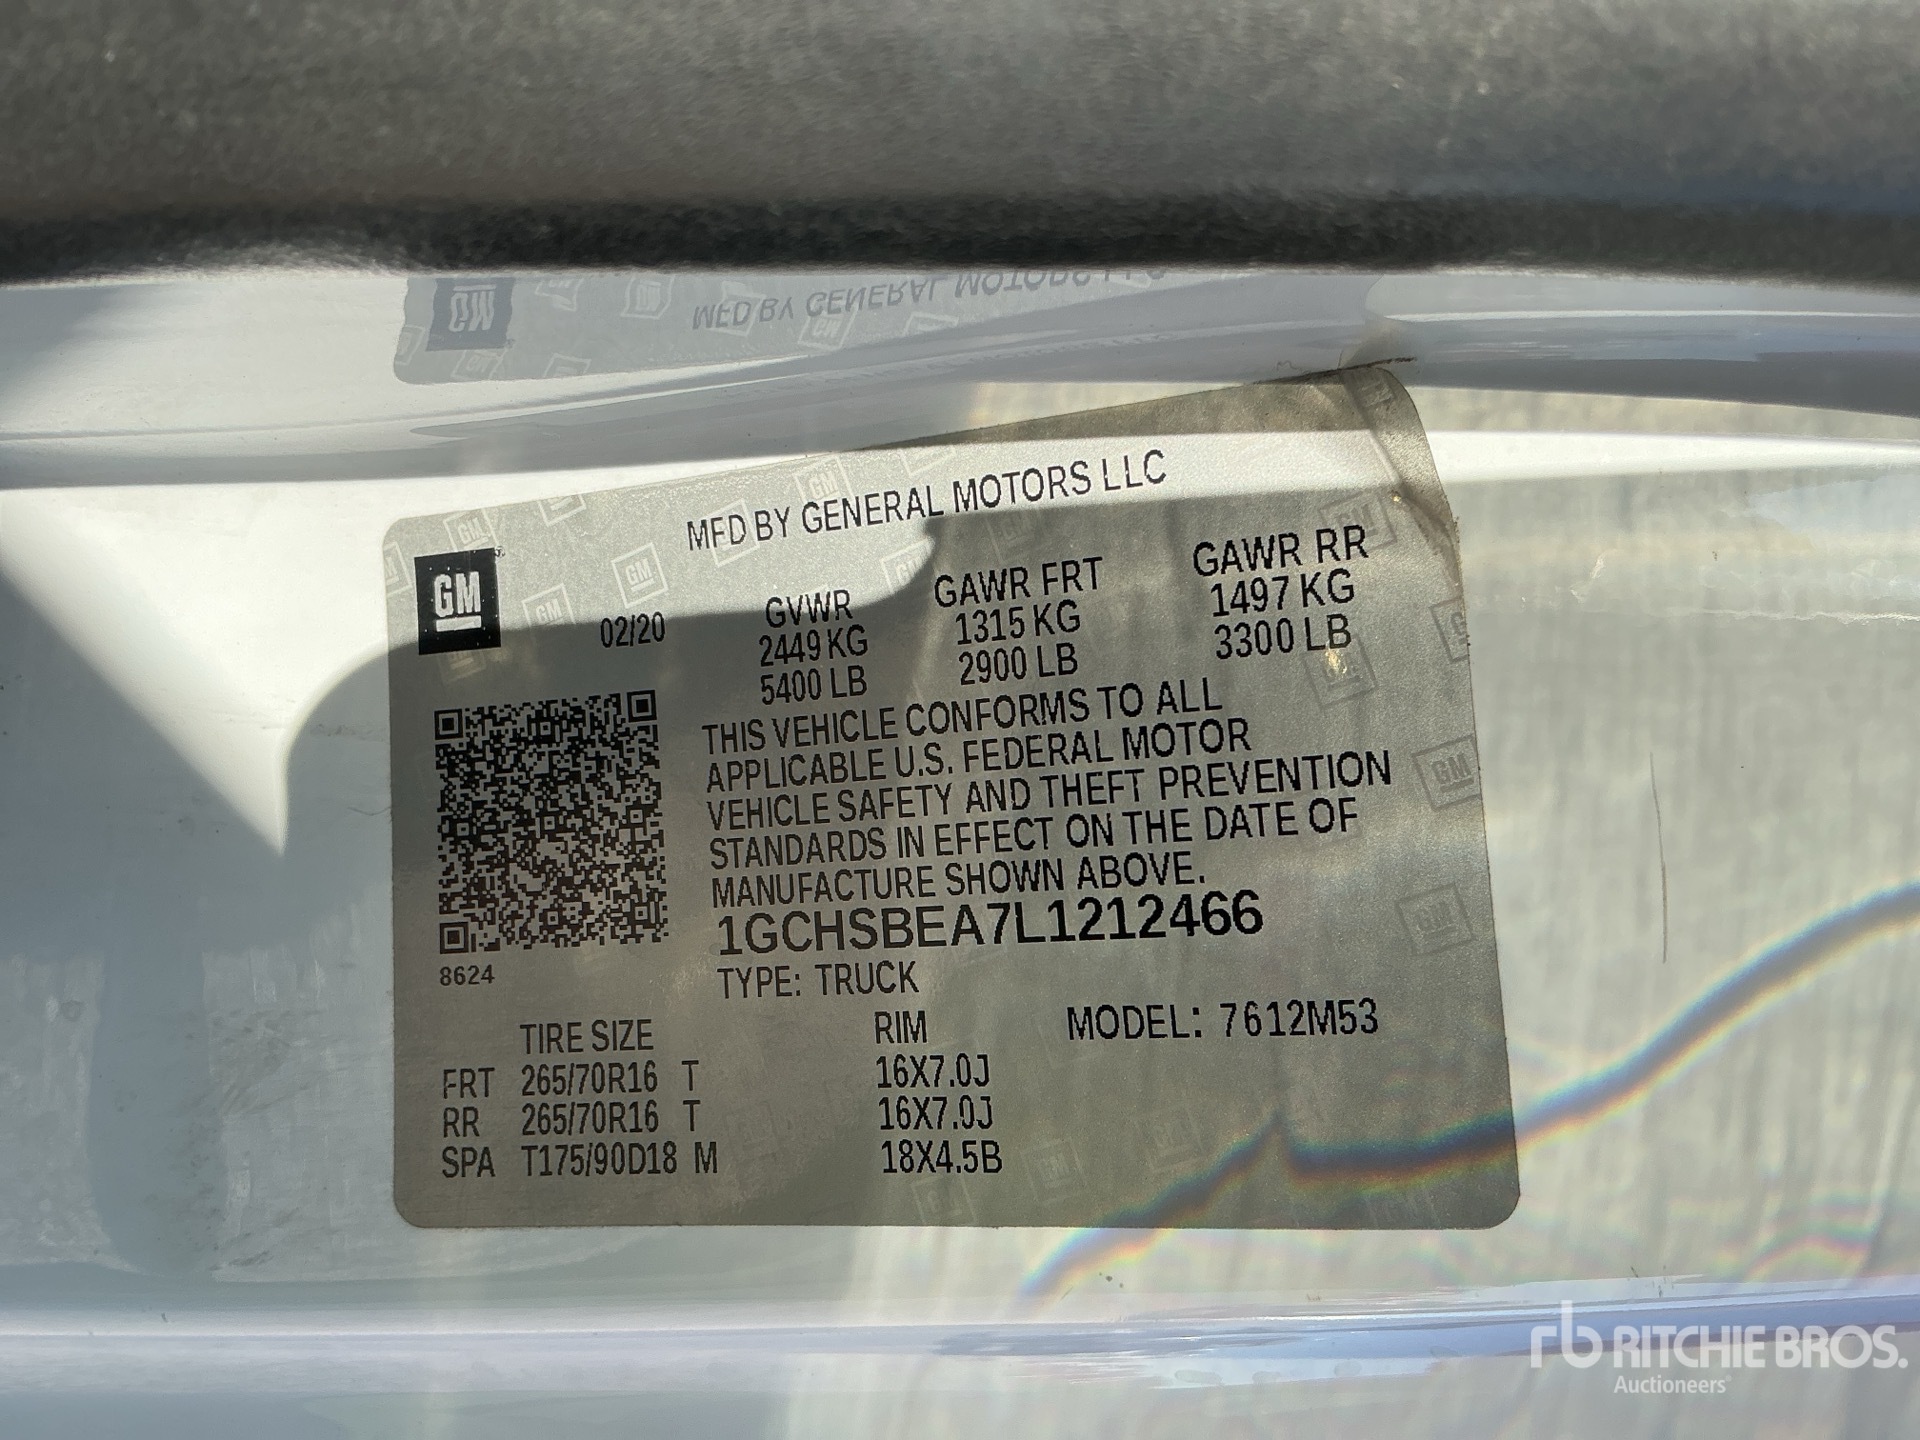 MFD BY GENERAL MOTORS LLC
GM
02/20
GVWR GAWR FRT GAWR RR
2449 KG 1315 KG 1497 KG
5400 LB 2900 LB 3300 LB
THIS VEHICLE CONFORMS TO ALL
APPLICABLE U.S. FEDERAL MOTOR
VEHICLE SAFETY AND THEFT PREVENTION
STANDARDS IN EFFECT ON THE DATE OF
MANUFACTURE SHOWN ABOVE.
1GCHSBEA7L1212466
8624
TYPE: TRUCK
TIRE SIZE RIM MODEL: 7612M53
FRT 265/70R16 T 16X7.0J
RR 265/70R16 T 16X7.0J
SPA T175/90D18 M 18X4.5B
rb RITCHIE BROS.
Auctioneers